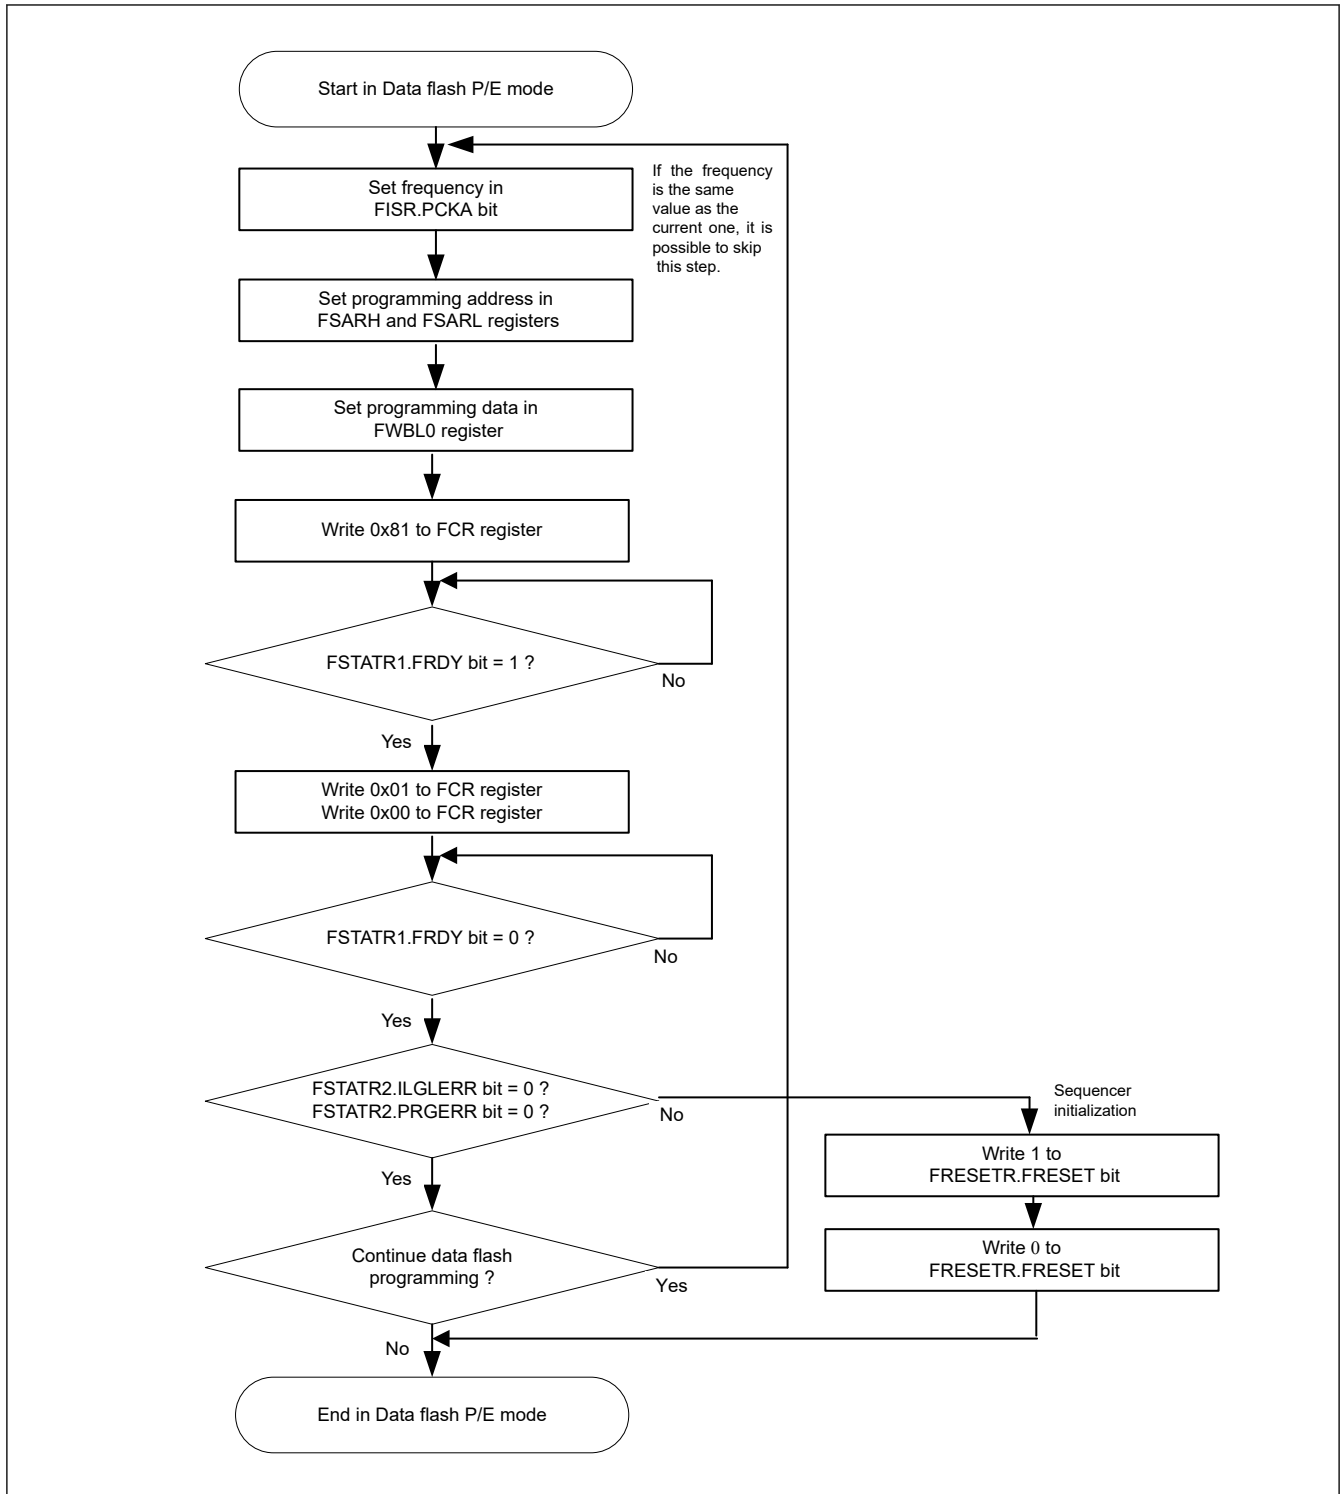 Start in Data flash P/E mode
Set frequency in
FISR.PCKA bit
If the frequency
is the same
value as the
current one, it is
possible to skip
this step.
Set programming address in
FSARH and FSARL registers
Set programming data in
FWBL0 register
Write 0x81 to FCR register
FSTATR1.FRDY bit = 1 ?
No
Yes
Write 0x01 to FCR register
Write 0x00 to FCR register
FSTATR1.FRDY bit = 0 ?
No
Yes
FSTATR2.ILGLERR bit = 0 ?
FSTATR2.PRGERR bit = 0 ?
No
Yes
Sequencer
initialization
Write 1 to
FRESETR.FRESET bit
Write 0 to
FRESETR.FRESET bit
Continue data flash
programming ?
Yes
No
End in Data flash P/E mode